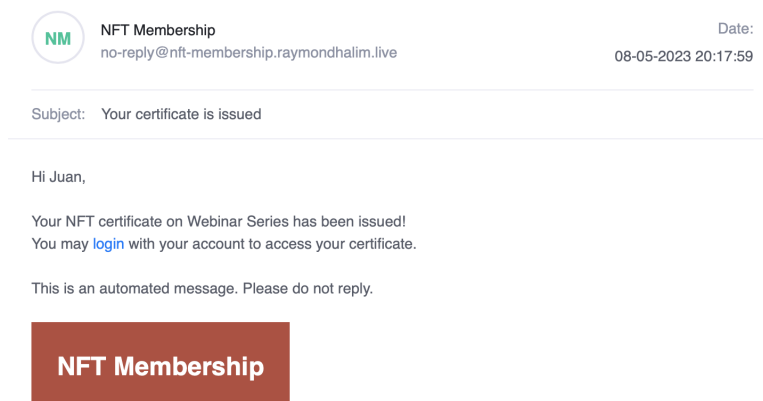 NM
NFT Membership
no-reply@nft-membership.raymondhalim.live
Date:
08-05-2023 20:17:59
Subject: Your certificate is issued
Hi Juan,
Your NFT certificate on Webinar Series has been issued!
You may login with your account to access your certificate.
This is an automated message. Please do not reply.
NFT Membership